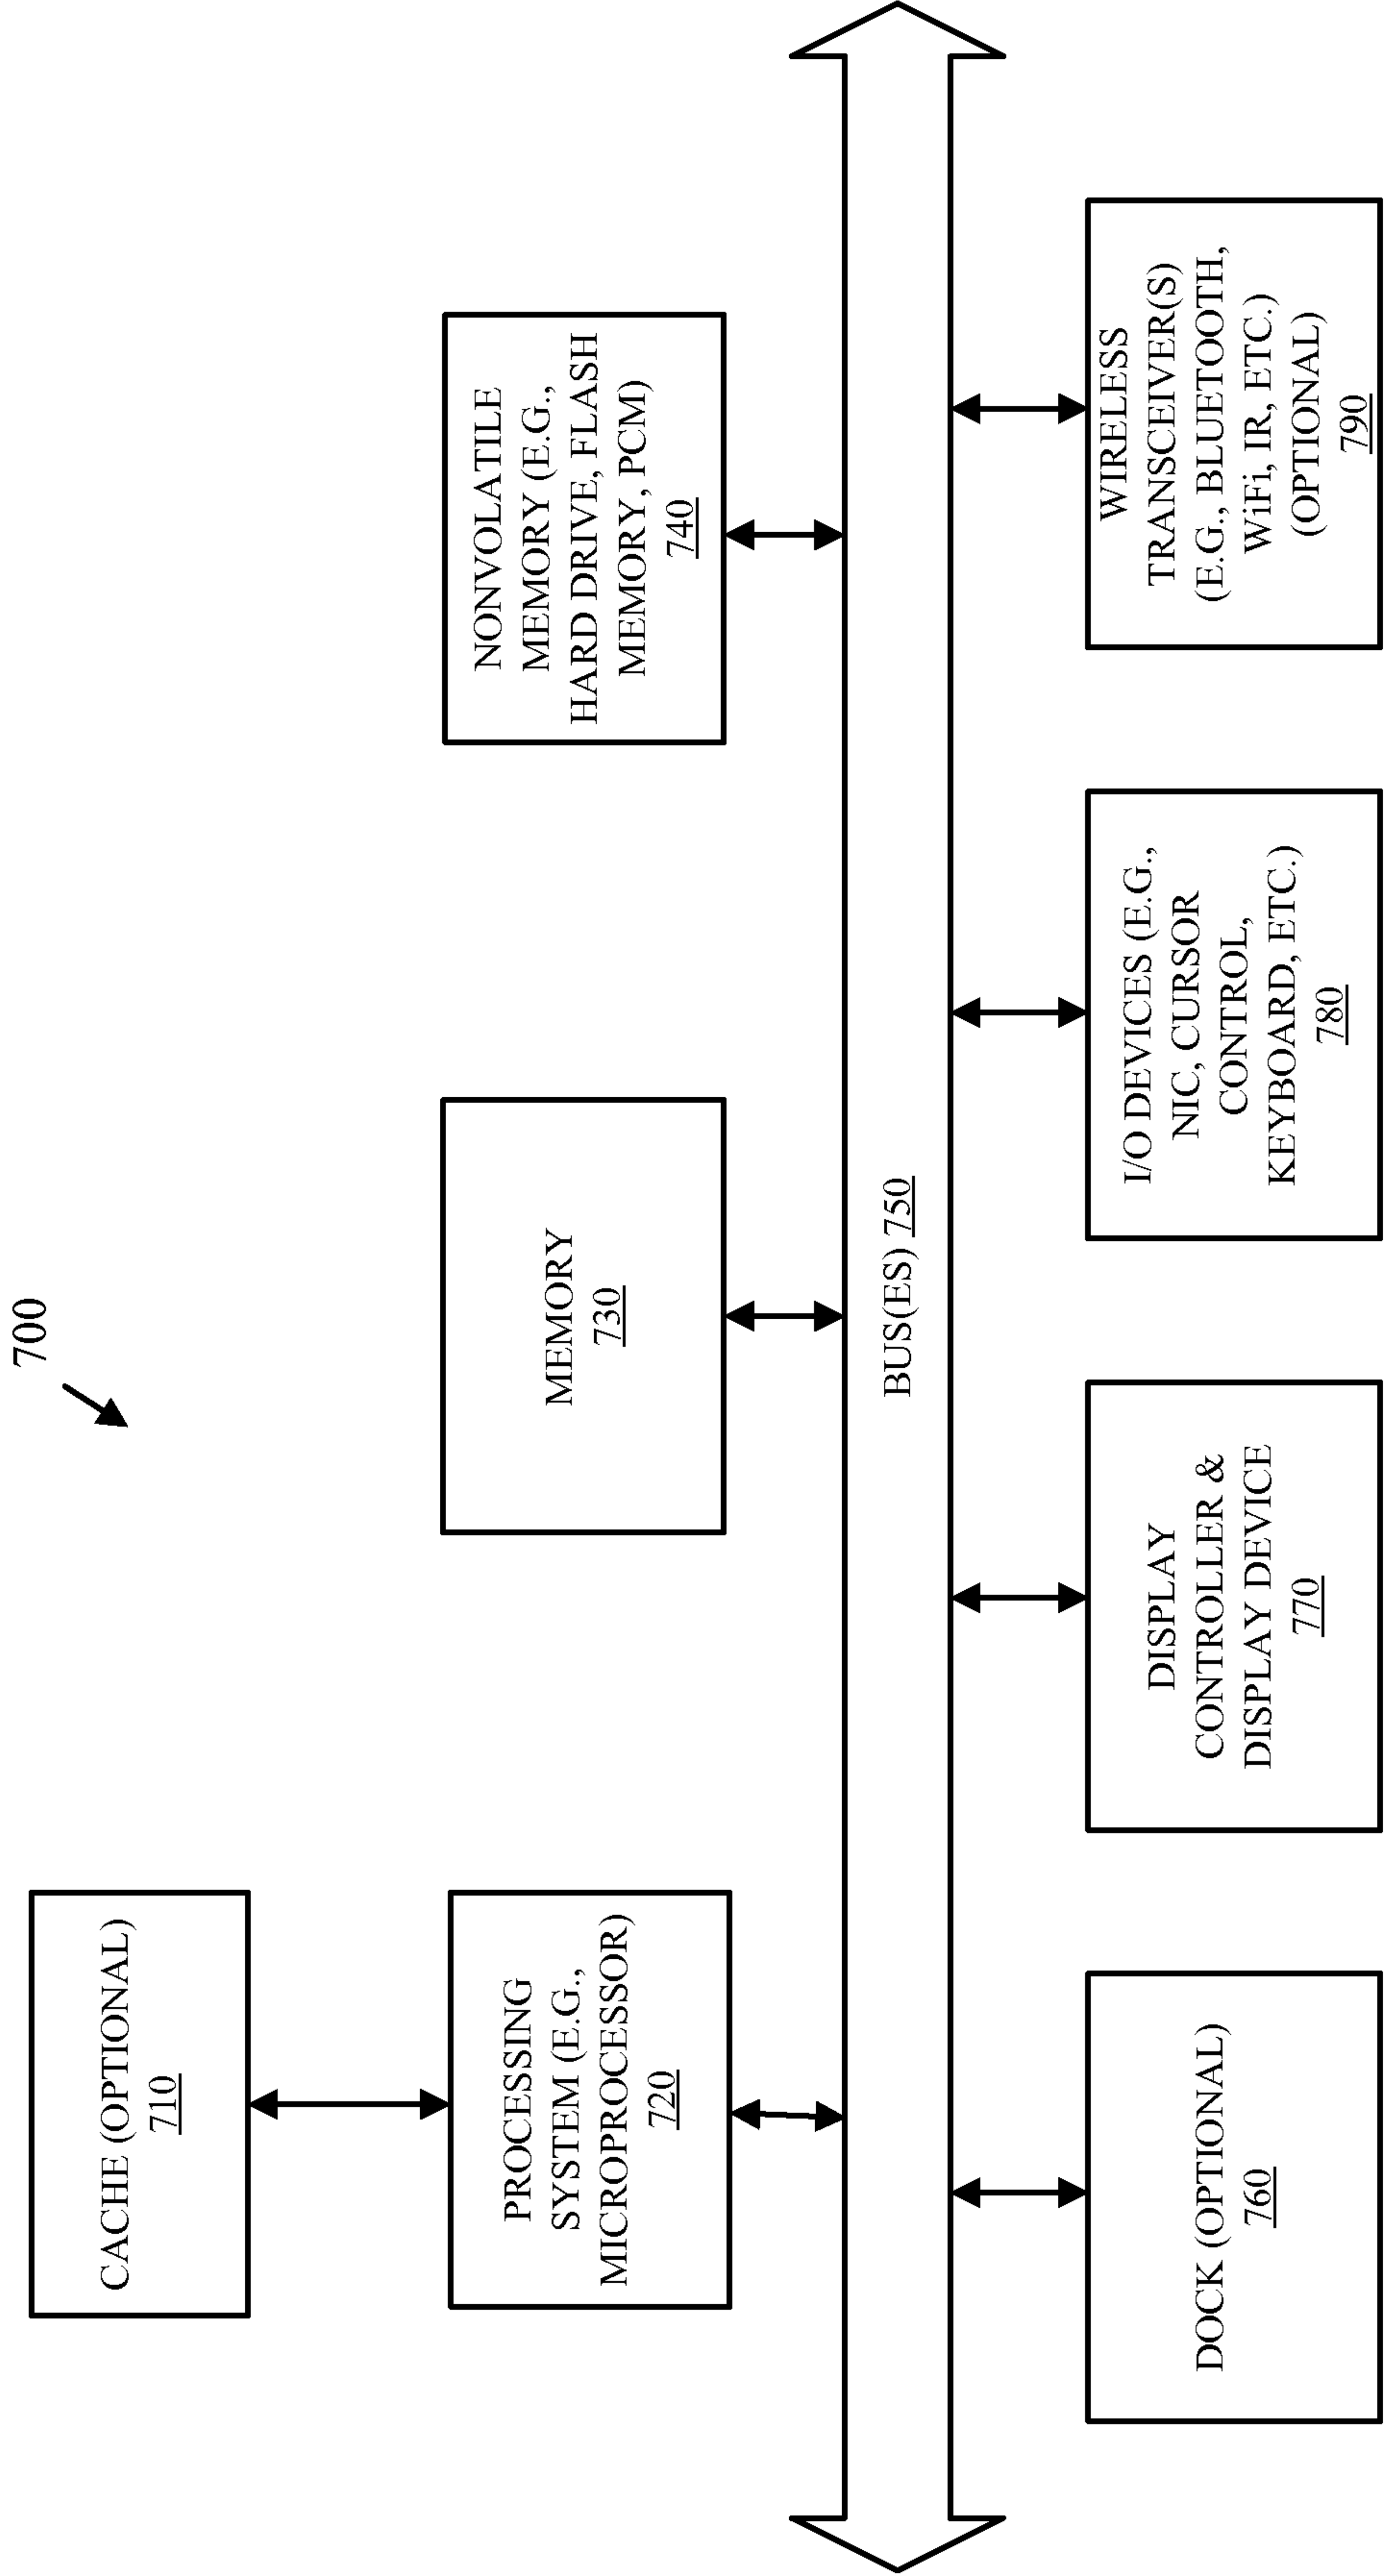 700
CACHE (OPTIONAL)
710
PROCESSING
SYSTEM (E.G.,
MICROPROCESSOR)
720
MEMORY
730
NONVOLATILE
MEMORY (E.G.,
HARD DRIVE, FLASH
MEMORY, PCM)
740
BUS(ES) 750
DOCK (OPTIONAL)
760
DISPLAY
CONTROLLER &
DISPLAY DEVICE
770
I/O DEVICES (E.G.,
NIC, CURSOR
CONTROL,
KEYBOARD, ETC.)
780
WIRELESS
TRANSCEIVER(S)
(E.G., BLUETOOTH,
WiFi, IR, ETC.)
(OPTIONAL)
790